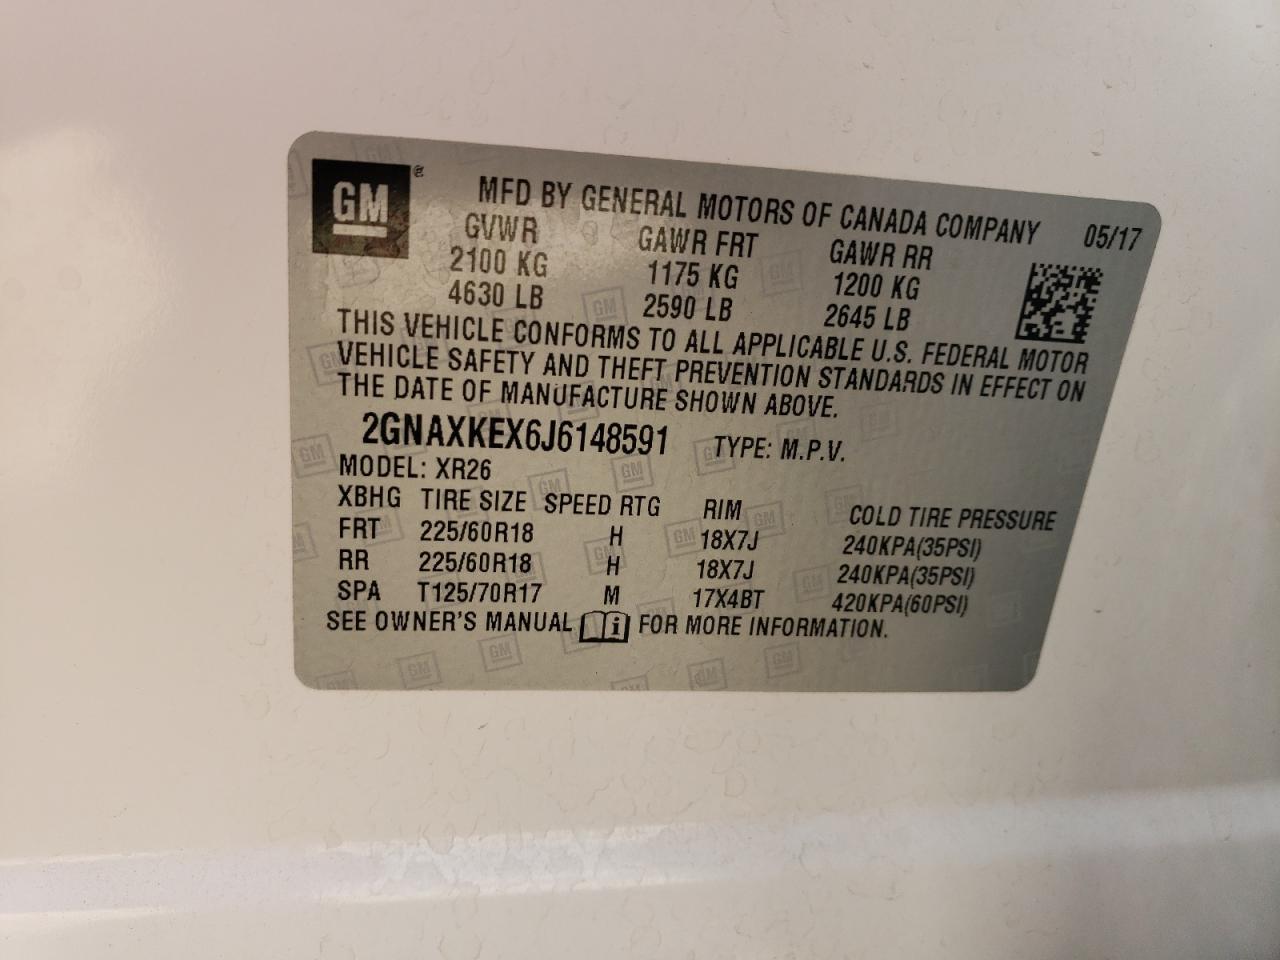 GM ®
MFD BY GENERAL MOTORS OF CANADA COMPANY 05/17
GVWR GAWR FRT GAWR RR
2100 KG 1175 KG 1200 KG
4630 LB 2590 LB 2645 LB
THIS VEHICLE CONFORMS TO ALL APPLICABLE U.S. FEDERAL MOTOR
VEHICLE SAFETY AND THEFT PREVENTION STANDARDS IN EFFECT ON
THE DATE OF MANUFACTURE SHOWN ABOVE.
2GNAXKEX6J6148591 TYPE: M.P.V.
MODEL: XR26
XBHG TIRE SIZE SPEED RTG RIM COLD TIRE PRESSURE
FRT 225/60R18 H 18X7J 240KPA(35PSI)
RR 225/60R18 H 18X7J 240KPA(35PSI)
SPA T125/70R17 M 17X4BT 420KPA(60PSI)
SEE OWNER'S MANUAL i FOR MORE INFORMATION.